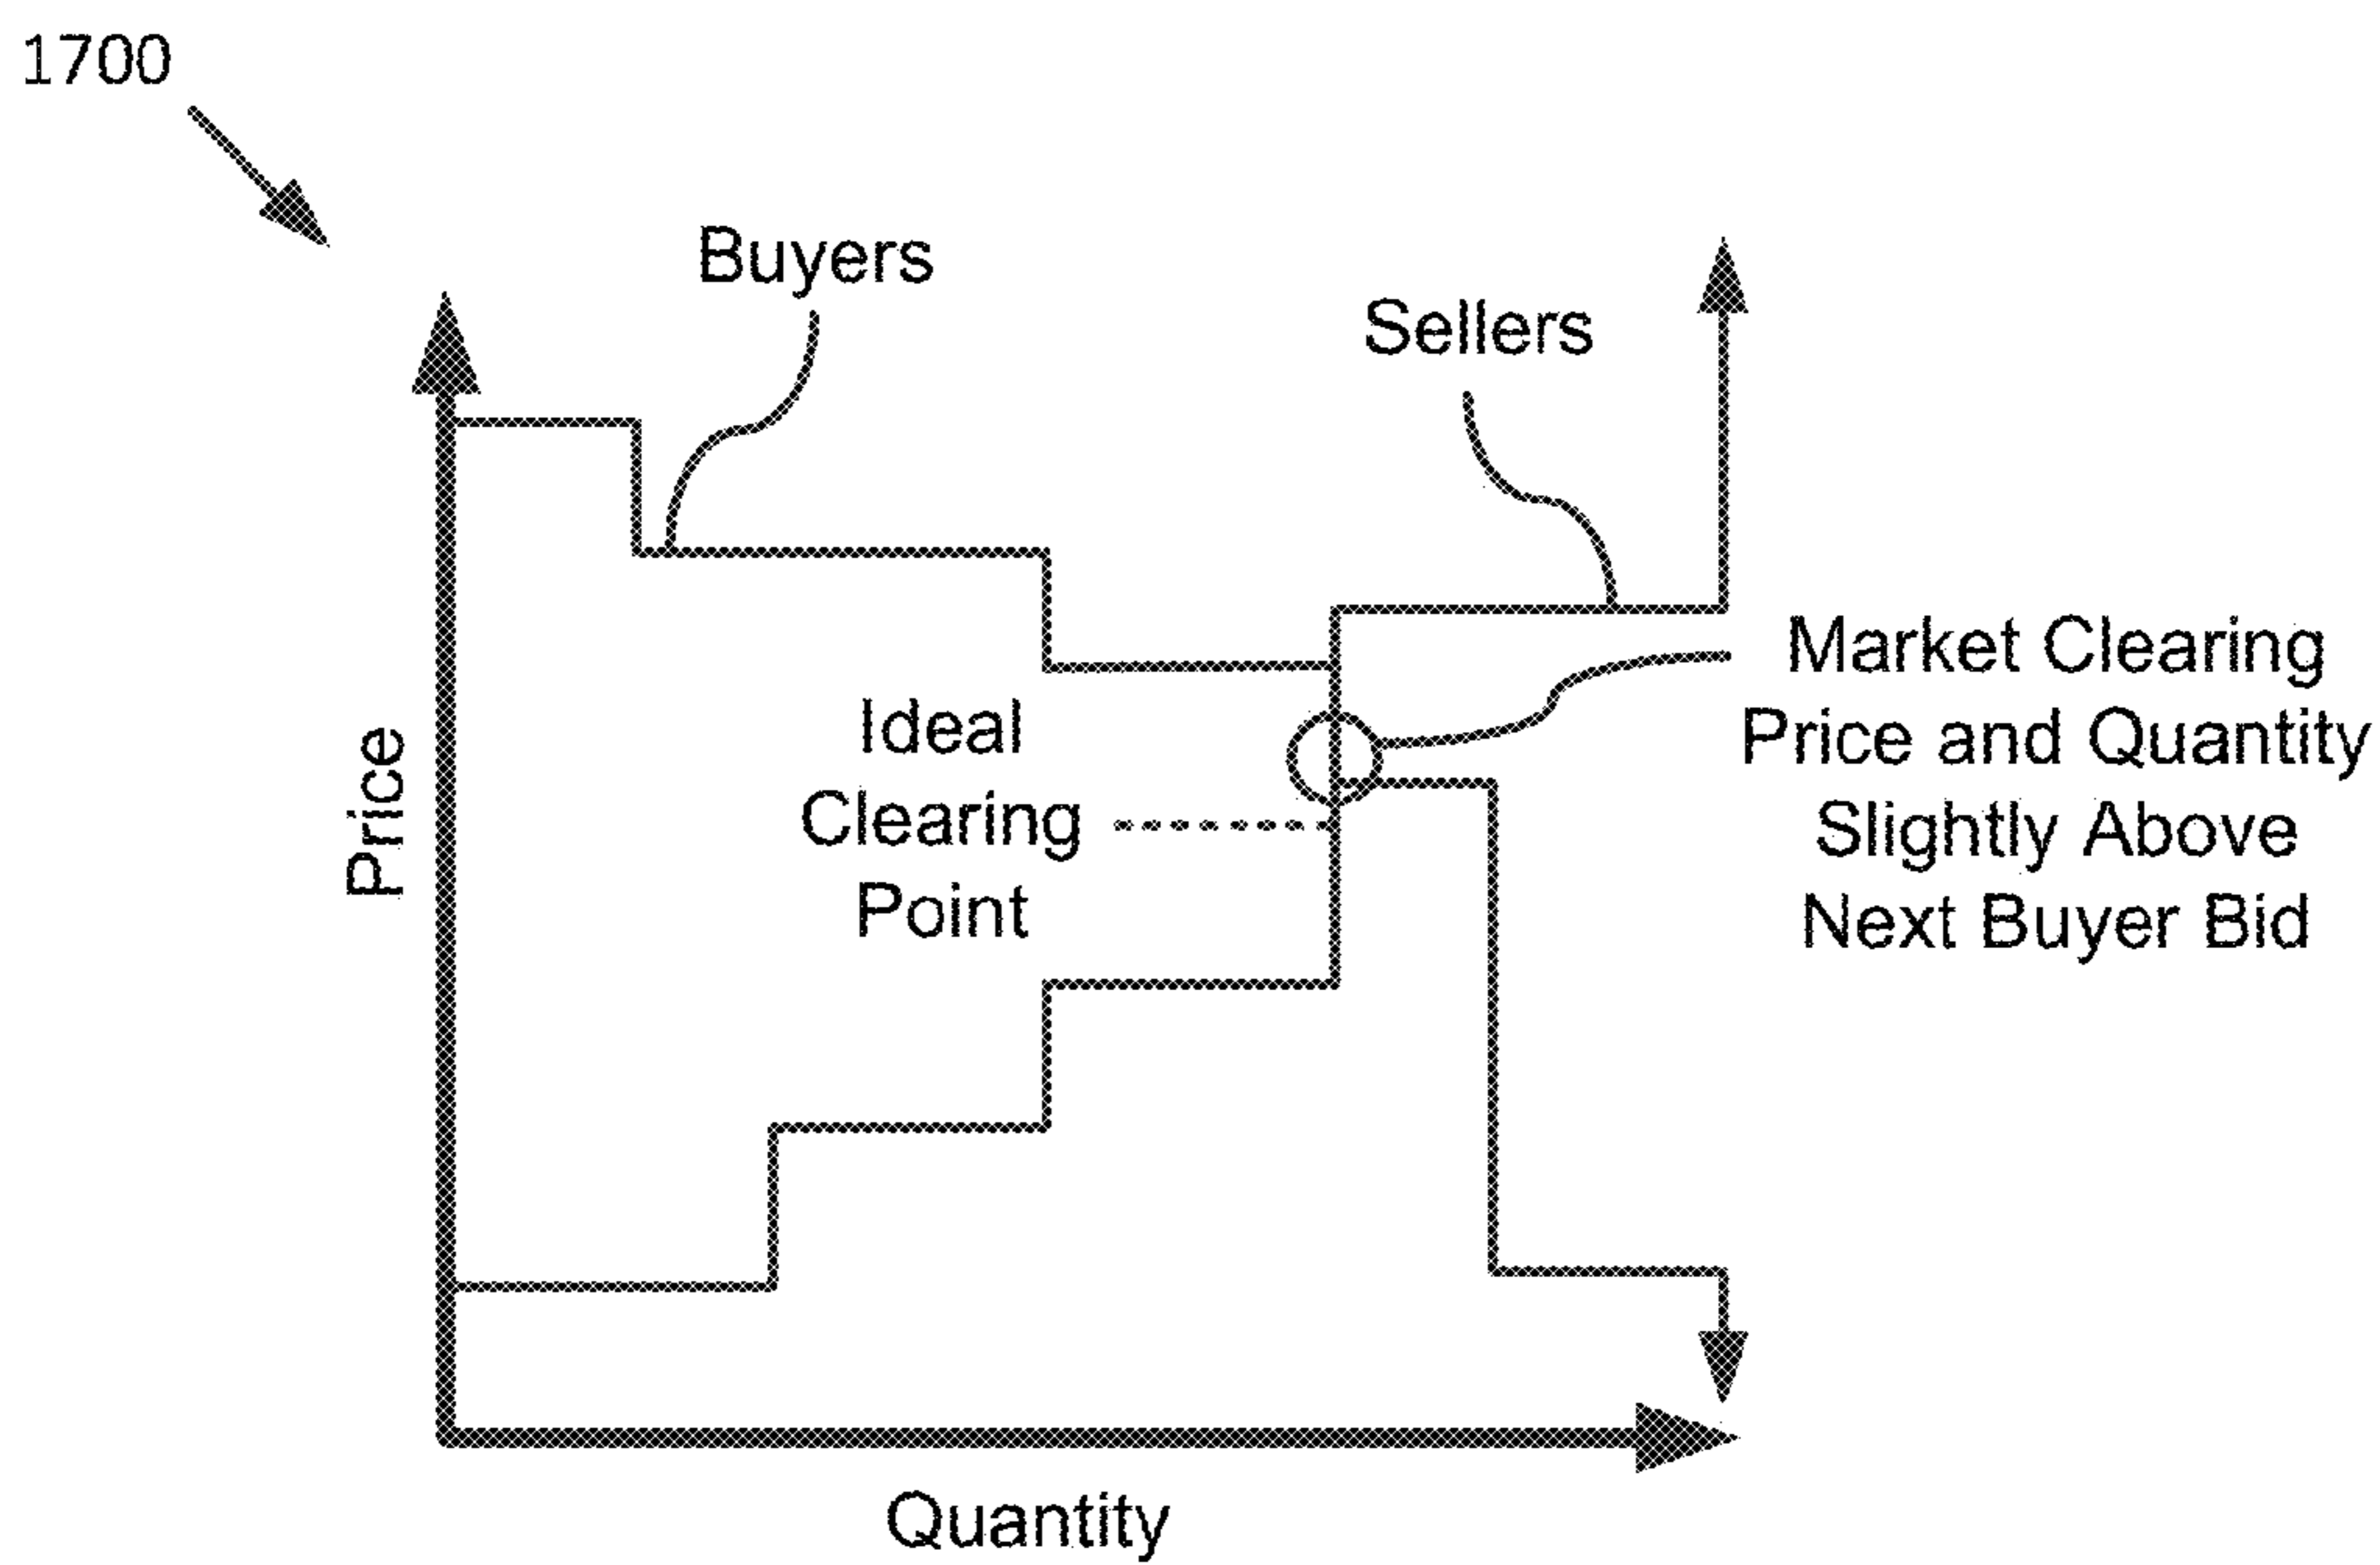 1700
Buyers
Sellers
Market Clearing
Price and Quantity
Slightly Above
Next Buyer Bid
Ideal
Clearing
Point
Price
Quantity